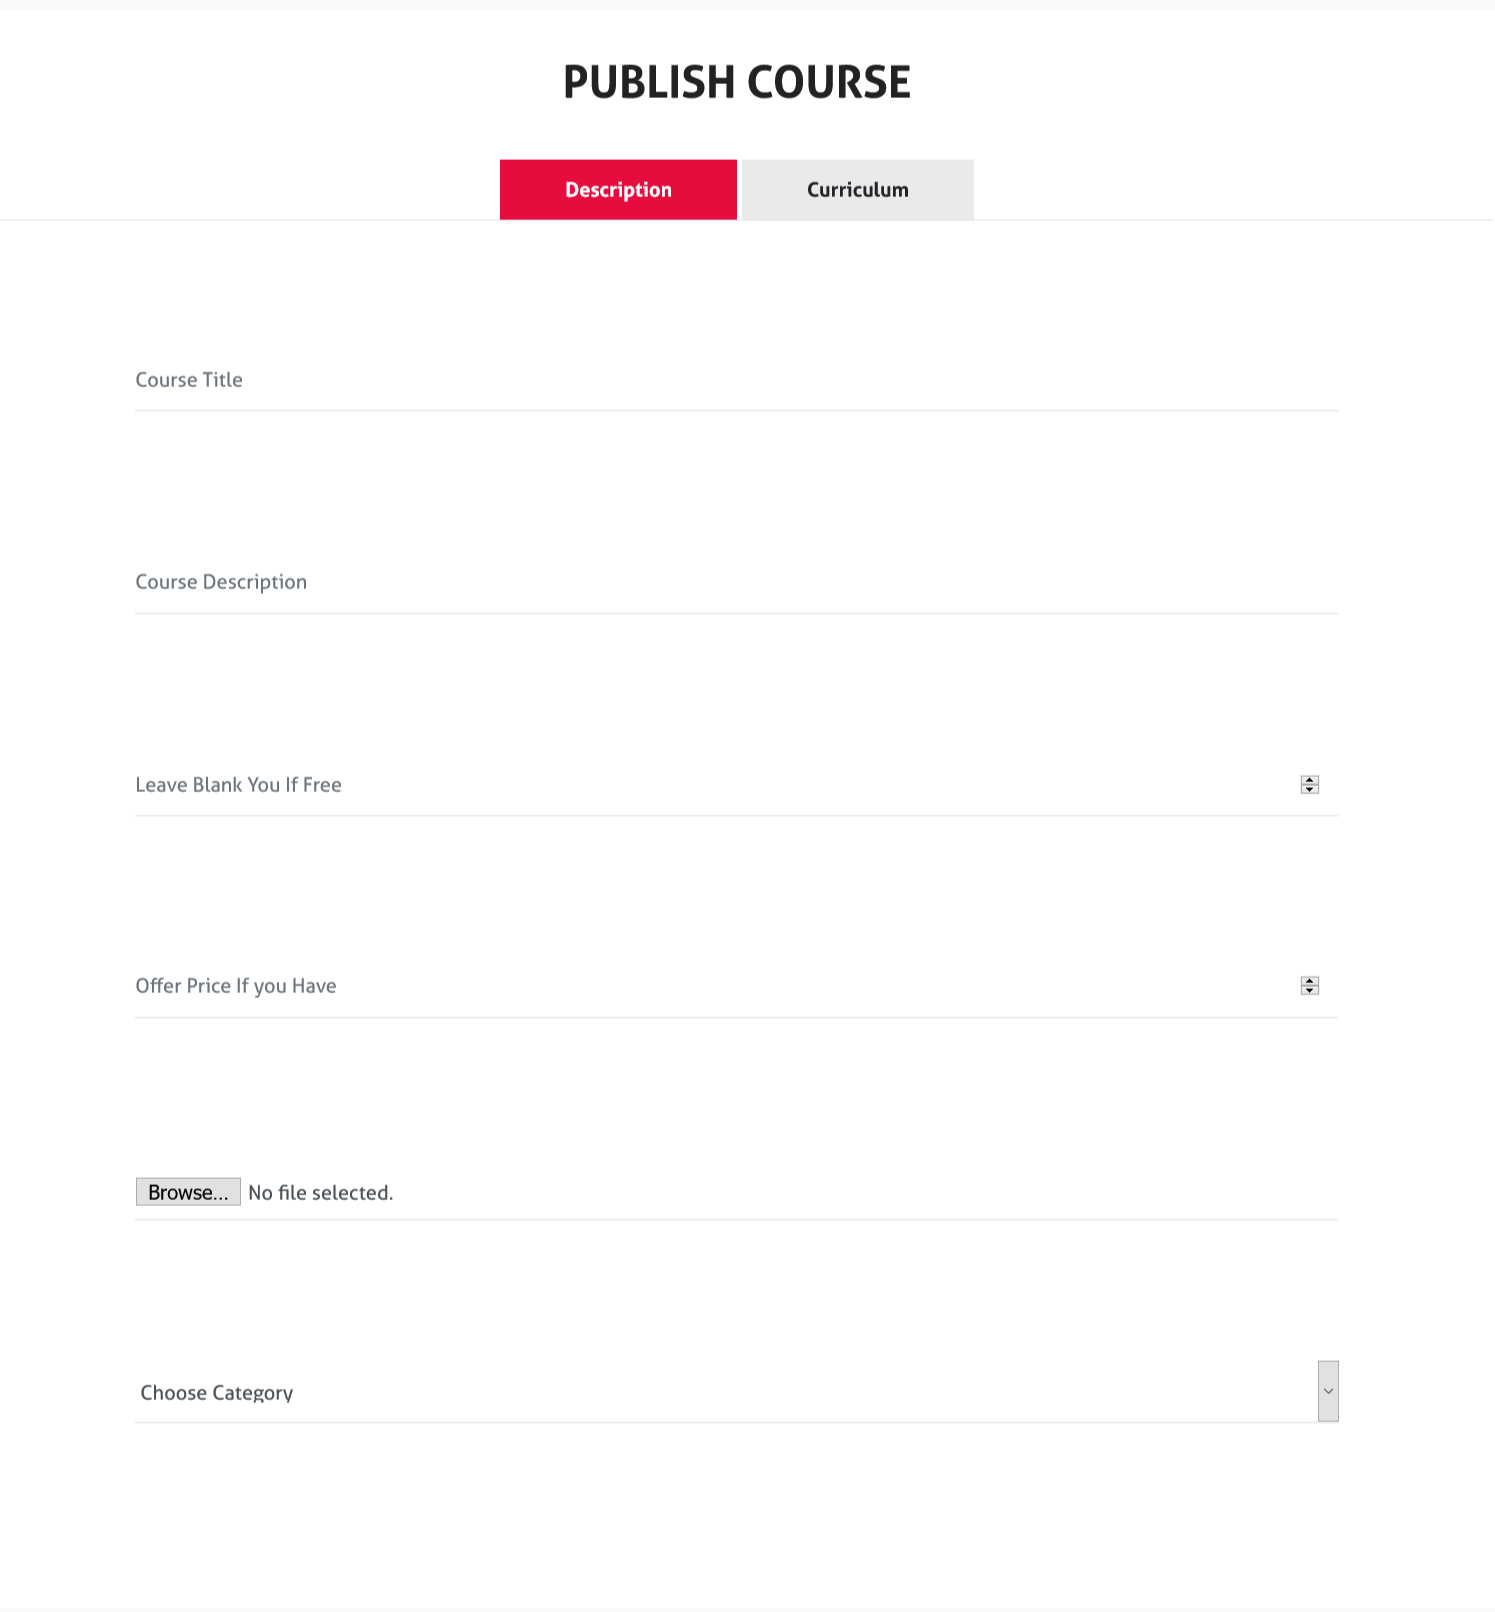 PUBLISH COURSE
Description Curriculum
Course Title
Course Description
Leave Blank You If Free
Offer Price If you Have
Browse... No file selected.
Choose Category